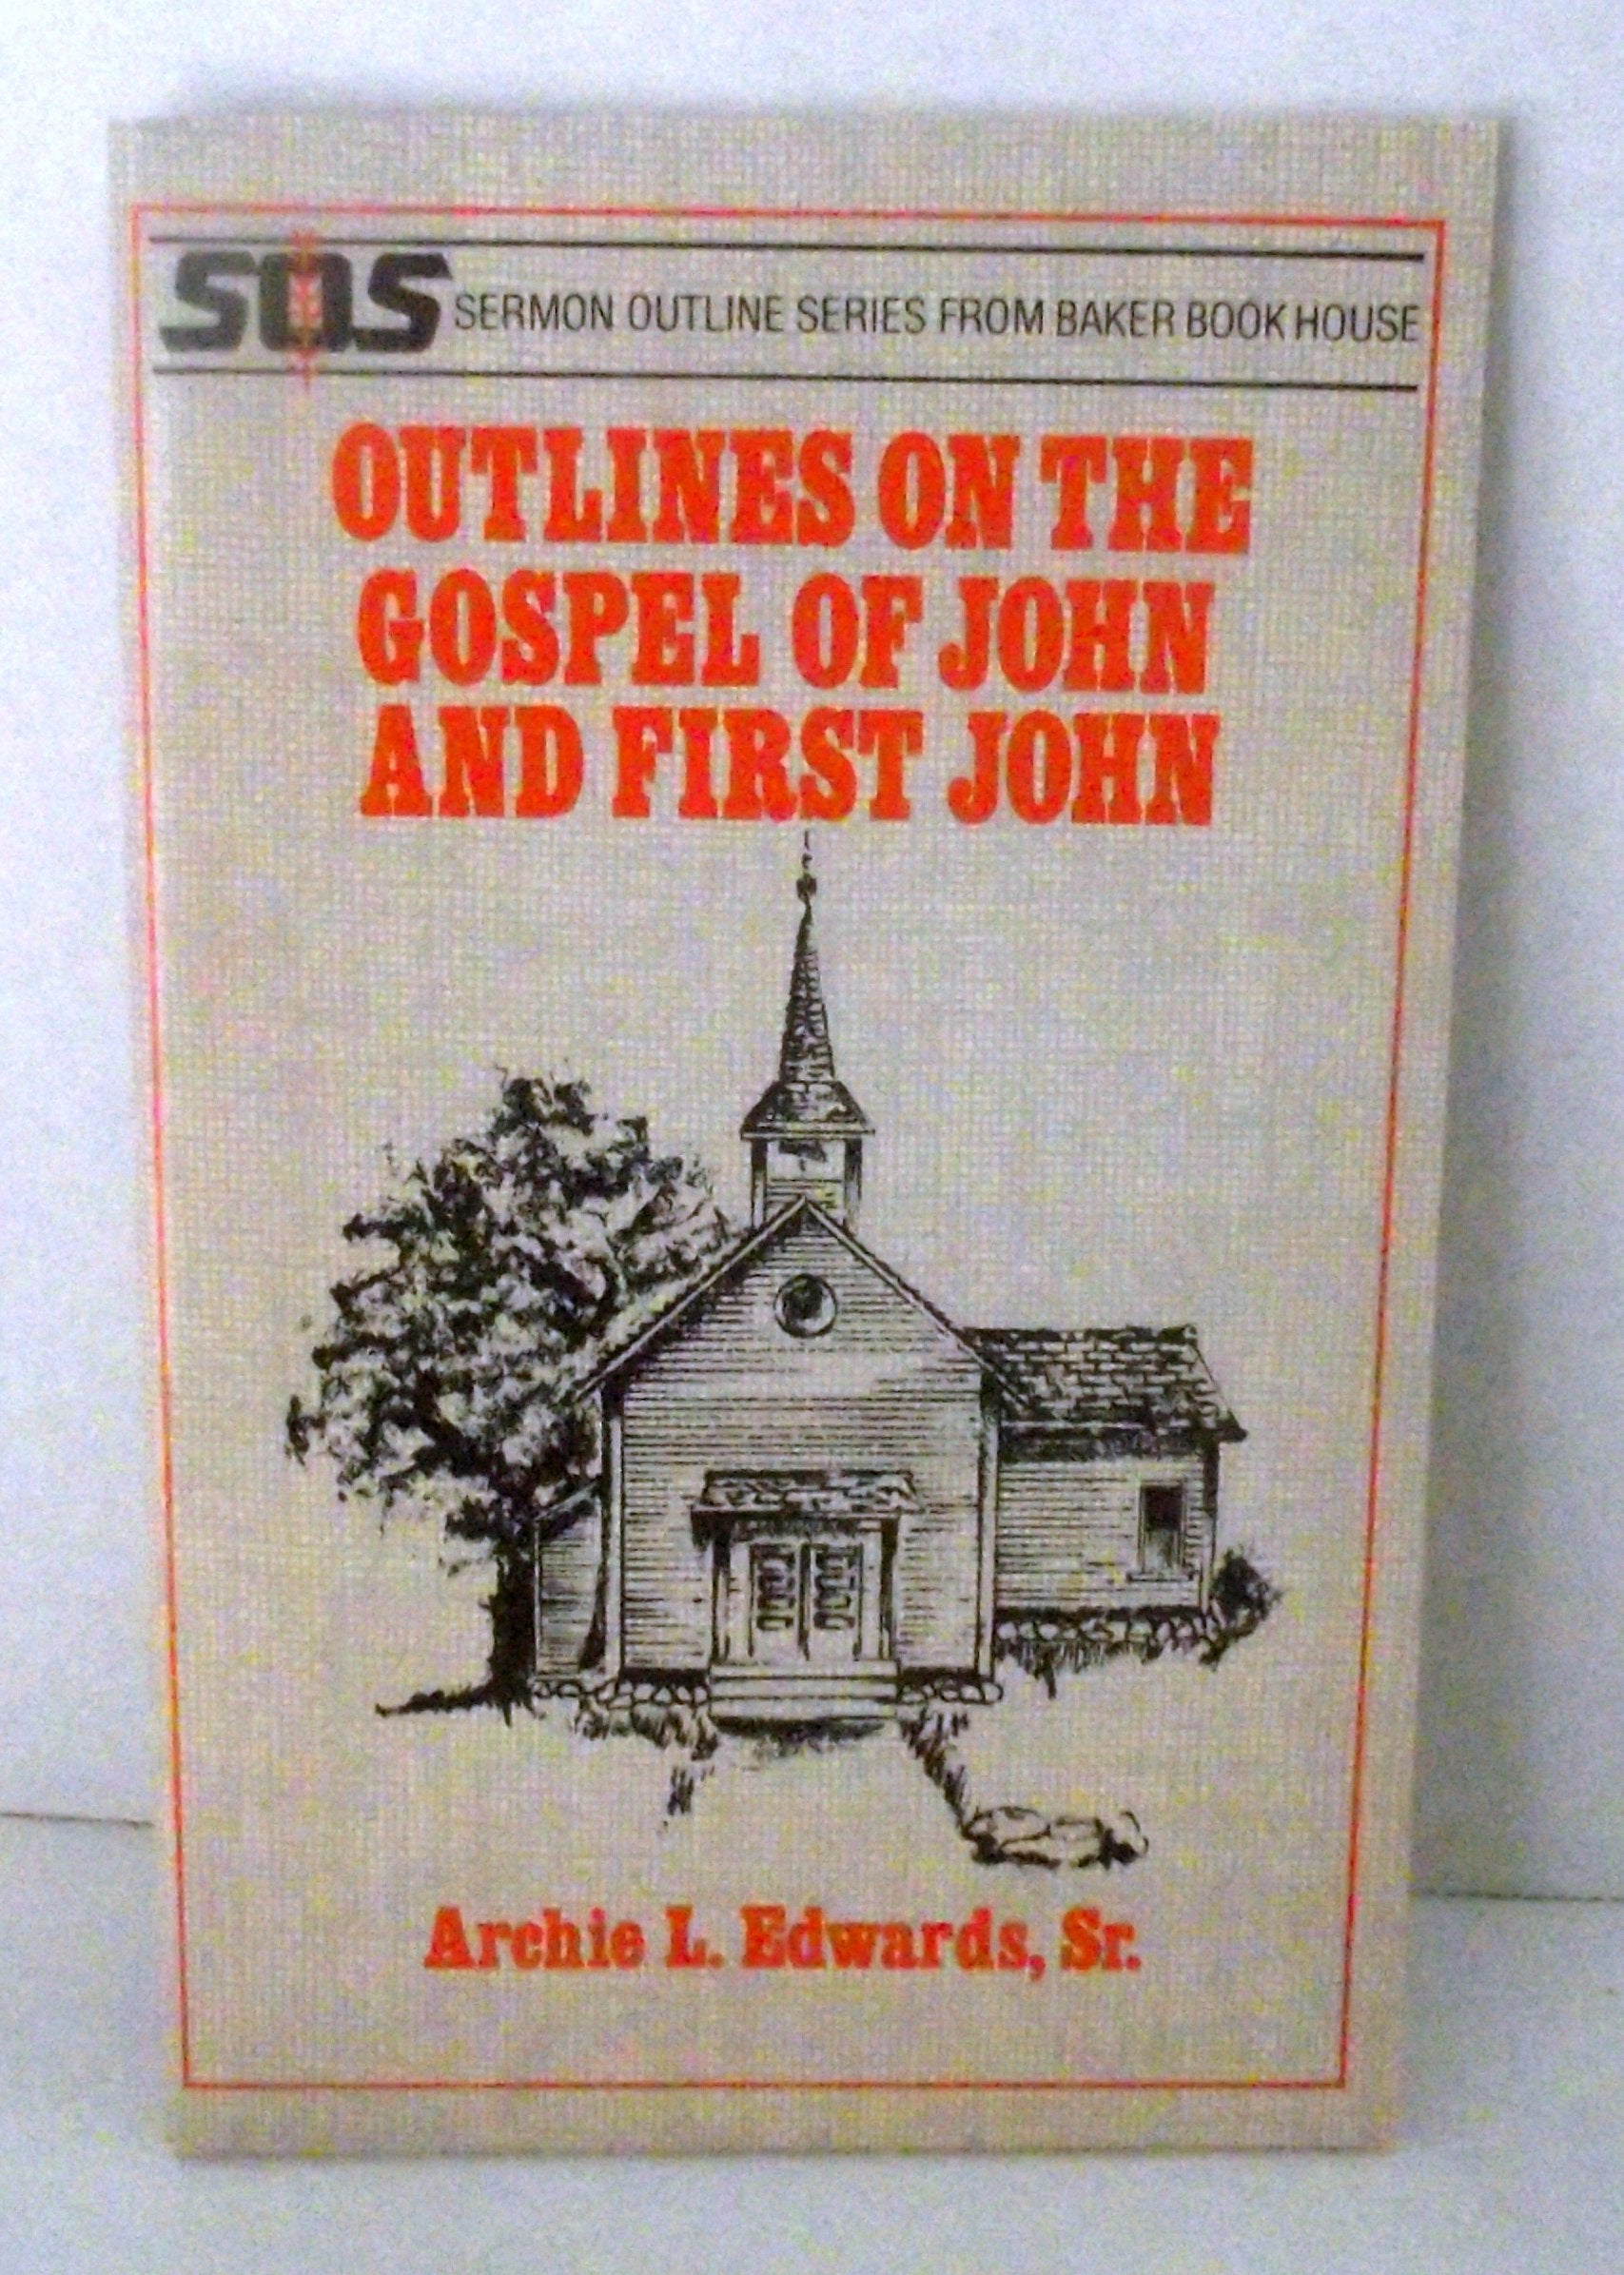 SOS SERMON OUTLINE SERIES FROM BAKER BOOK HOUSE
OUTLINES ON THE
GOSPEL OF JOHN
AND FIRST JOHN
Archie L. Edwards, Sr.